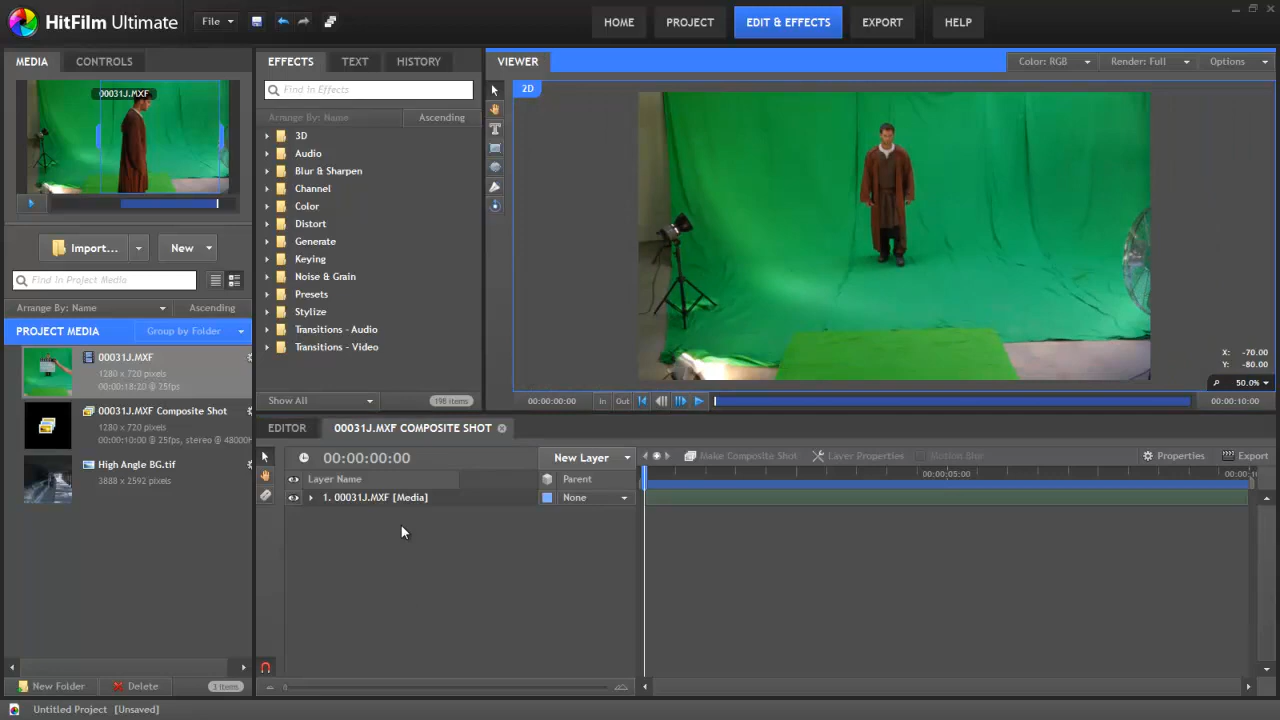 HitFilm Ultimate
File
HOME
PROJECT
EDIT & EFFECTS
EXPORT
HELP
MEDIA
CONTROLS
00031J.MXF
Import...
New
Find in Project Media
Arrange By: Name
Ascending
PROJECT MEDIA
Group by Folder
00031J.MXF
1280 x 720 pixels
00:00:18:20 @ 25fps
00031J.MXF Composite Shot
1280 x 720 pixels
00:00:10:00 @ 25fps, stereo @ 48000H
High Angle BG.tif
3888 x 2592 pixels
New Folder
Delete
3 items
EFFECTS
TEXT
HISTORY
Find in Effects
Arrange By: Name
Ascending
3D
Audio
Blur & Sharpen
Channel
Color
Distort
Generate
Keying
Noise & Grain
Presets
Stylize
Transitions - Audio
Transitions - Video
Show All
198 items
VIEWER
Color: RGB
Render: Full
Options
2D
X: -70.00
Y: -80.00
50.0%
00:00:00:00
In
Out
00:00:10:00
EDITOR
00031J.MXF COMPOSITE SHOT
00:00:00:00
New Layer
Make Composite Shot
Layer Properties
Motion Blur
Properties
Export
Layer Name
Parent
00:00:05:00
00:00:10
1. 00031J.MXF [Media]
None
Untitled Project [Unsaved]